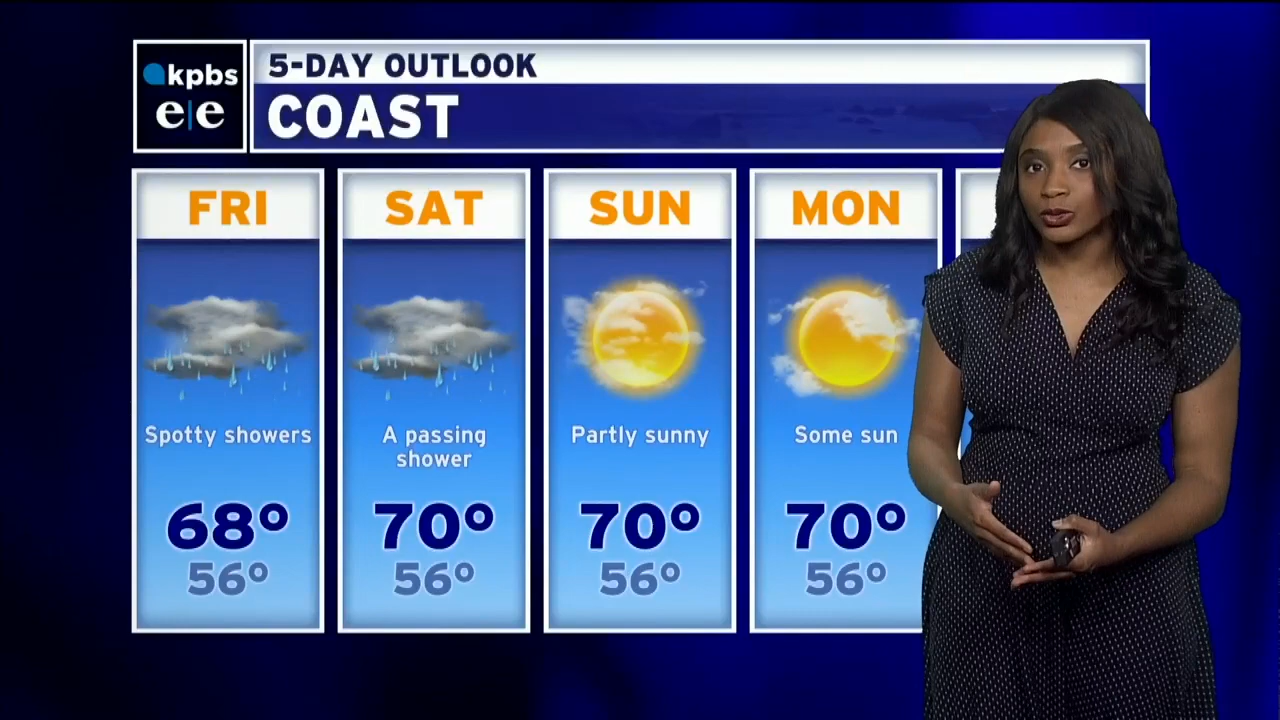 kpbs
e|e
5-DAY OUTLOOK
COAST
FRI
SAT
SUN
MON
Spotty showers
A passing
shower
Partly sunny
Some sun
68°
70°
70°
70°
56°
56°
56°
56°